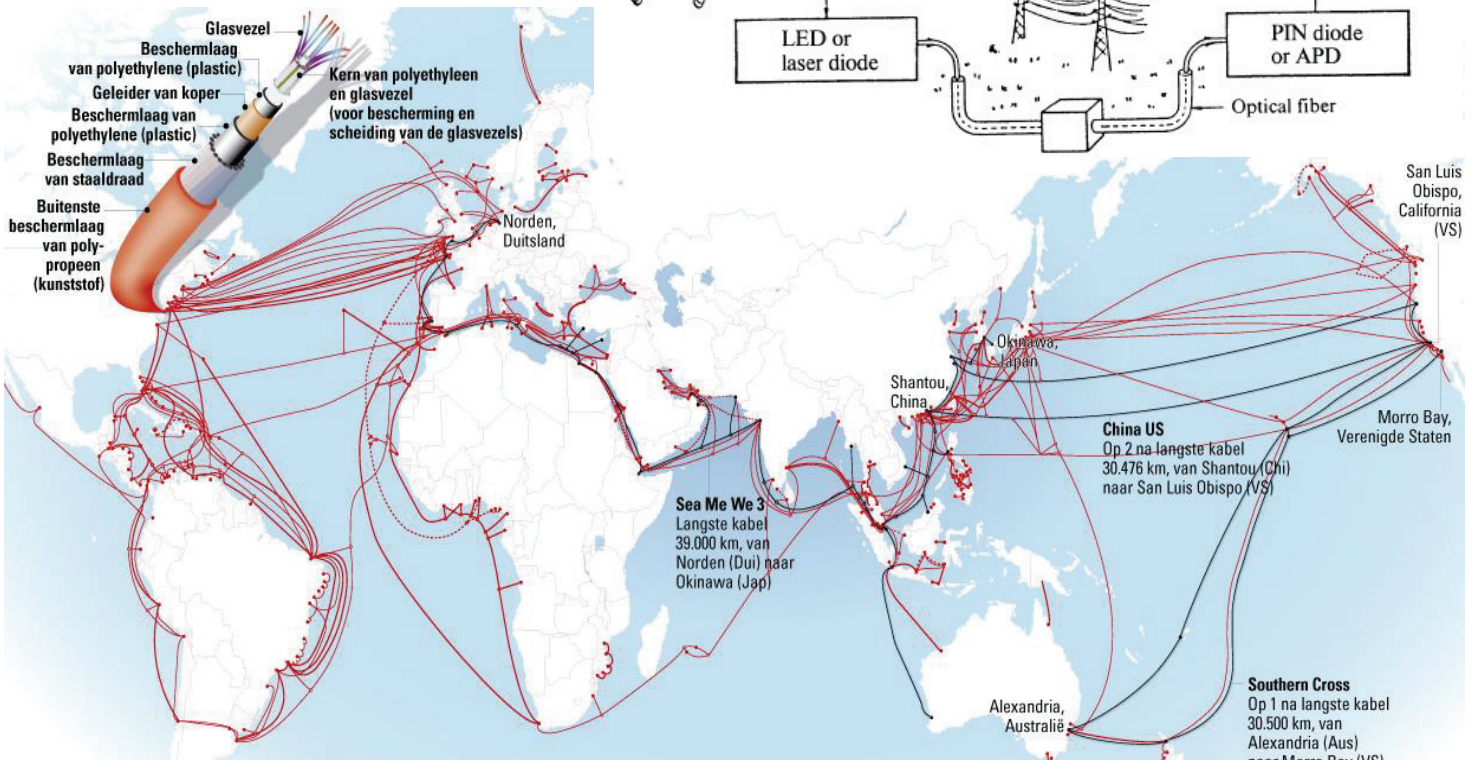 Glasvezel
Beschermlaag
van polyethylene (plastic)
Geleider van koper
Beschermlaag van
polyethylene (plastic)
Beschermlaag
van staaldraad
Buitenste
beschermlaag
van poly-
propeen
(kunststof)
Kern van polyethyleen
en glasvezel
(voor bescherming en
scheiding van de glasvezels)
LED or
laser diode
PIN diode
or APD
Optical fiber
Norden,
Duitsland
San Luis
Obispo,
California
(VS)
Okinawa,
Japan
Shantou,
China
China US
Op 2 na langste kabel
30.476 km, van Shantou (Chi)
naar San Luis Obispo (VS)
Morro Bay,
Verenigde Staten
Sea Me We 3
Langste kabel
39.000 km, van
Norden (Dui) naar
Okinawa (Jap)
Alexandria,
Australië
Southern Cross
Op 1 na langste kabel
30.500 km, van
Alexandria (Aus)
naar Morro Bay (VS)